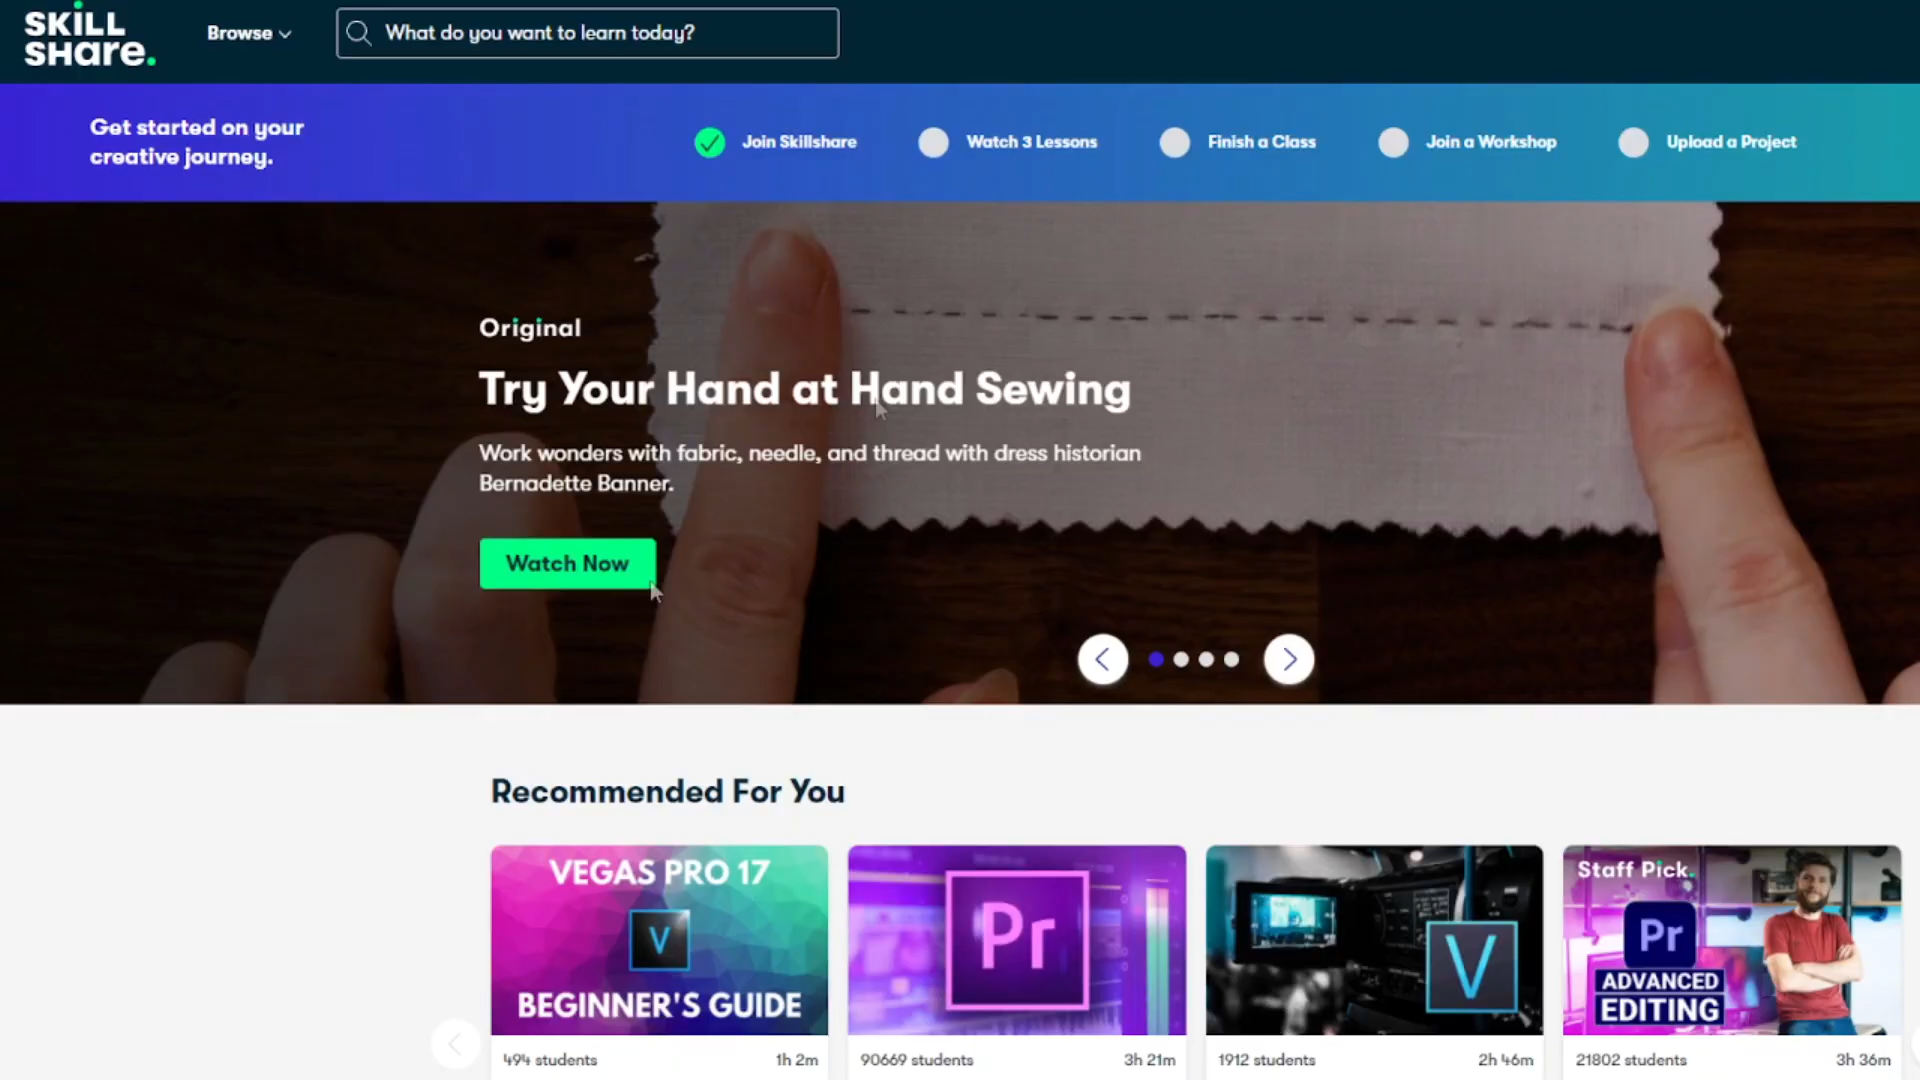 SKILL
SHare.
Browse
What do you want to learn today?
Get started on your
creative journey.
Join Skillshare
Watch 3 Lessons
Finish a Class
Join a Workshop
Upload a Project
Original
Try Your Hand at Hand Sewing
Work wonders with fabric, needle, and thread with dress historian
Bernadette Banner.
Watch Now
Recommended For You
VEGAS PRO 17
V
BEGINNER'S GUIDE
494 students
1h 2m
Pr
90669 students
3h 21m
V
1912 students
2h 46m
Staff Pick.
Pr
ADVANCED
EDITING
21802 students
3h 36m